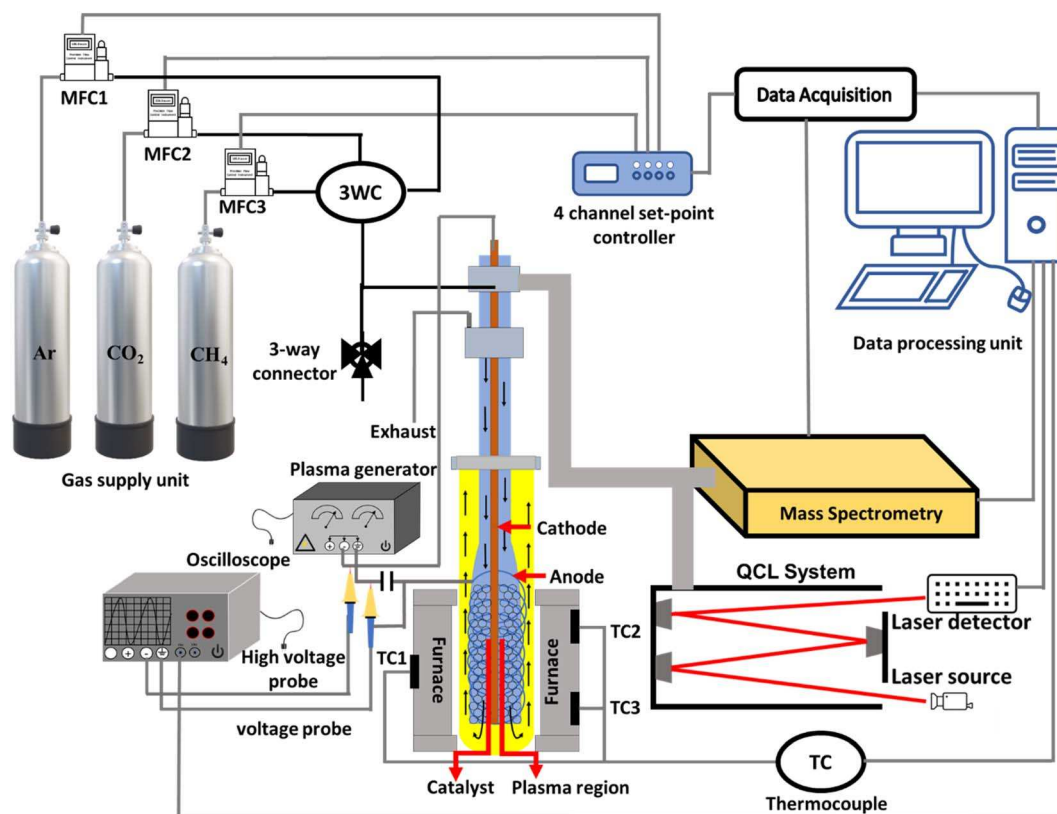 MFC1
MFC2
MFC3
3WC
Data Acquisition
4 channel set-point
controller
Data processing unit
Ar
CO₂
CH₄
Gas supply unit
3-way
connector
Exhaust
Plasma generator
Oscilloscope
Cathode
Anode
Mass Spectrometry
QCL System
Laser detector
Laser source
High voltage
probe
voltage probe
TC1
Furnace
Furnace
TC2
TC3
Catalyst
Plasma region
TC
Thermocouple